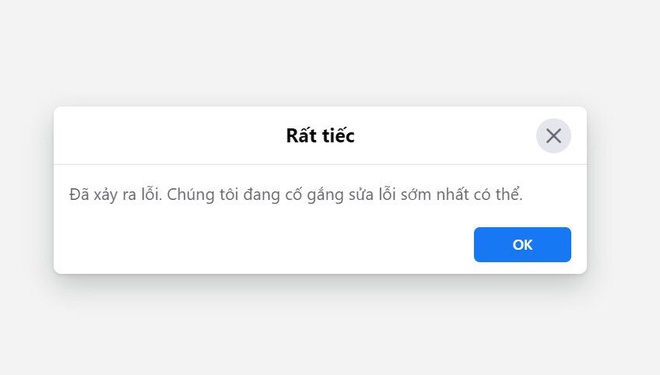 Rất tiếc
Đã xảy ra lỗi. Chúng tôi đang cố gắng sửa lỗi sớm nhất có thể.
OK